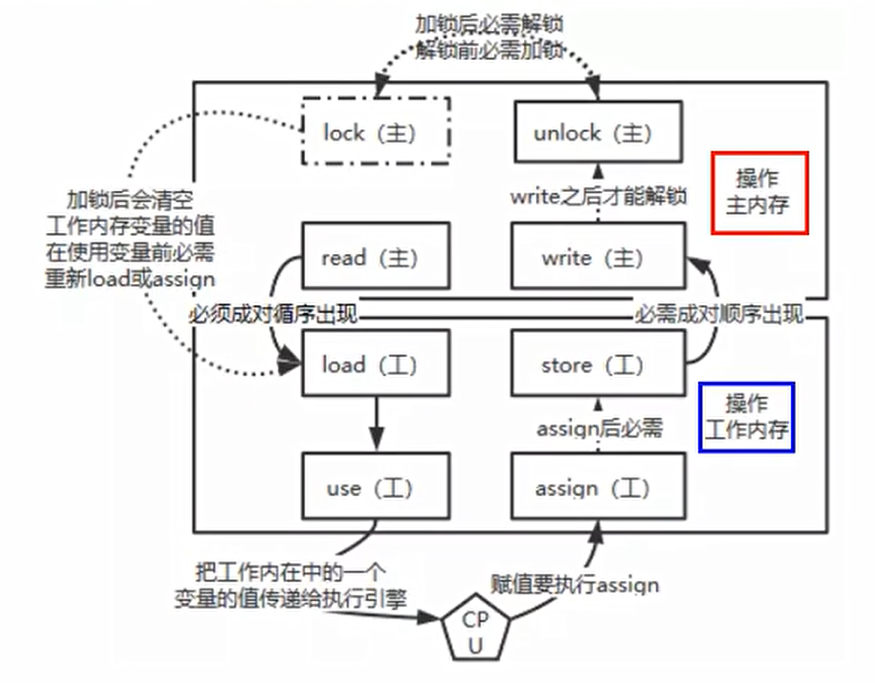 加锁后必需解锁
解锁前必需加锁
lock（主）
unlock（主）
操作
主内存
加锁后会清空
工作内存变量的值
在使用变量前必需
重新load或assign
write之后才能解锁
read（主）
write（主）
必须成对循序出现
必需成对顺序出现
load（工）
store（工）
操作
工作内存
assign后必需
use（工）
assign（工）
把工作内在中的一个
变量的值传递给执行引擎
赋值要执行assign
CP
U